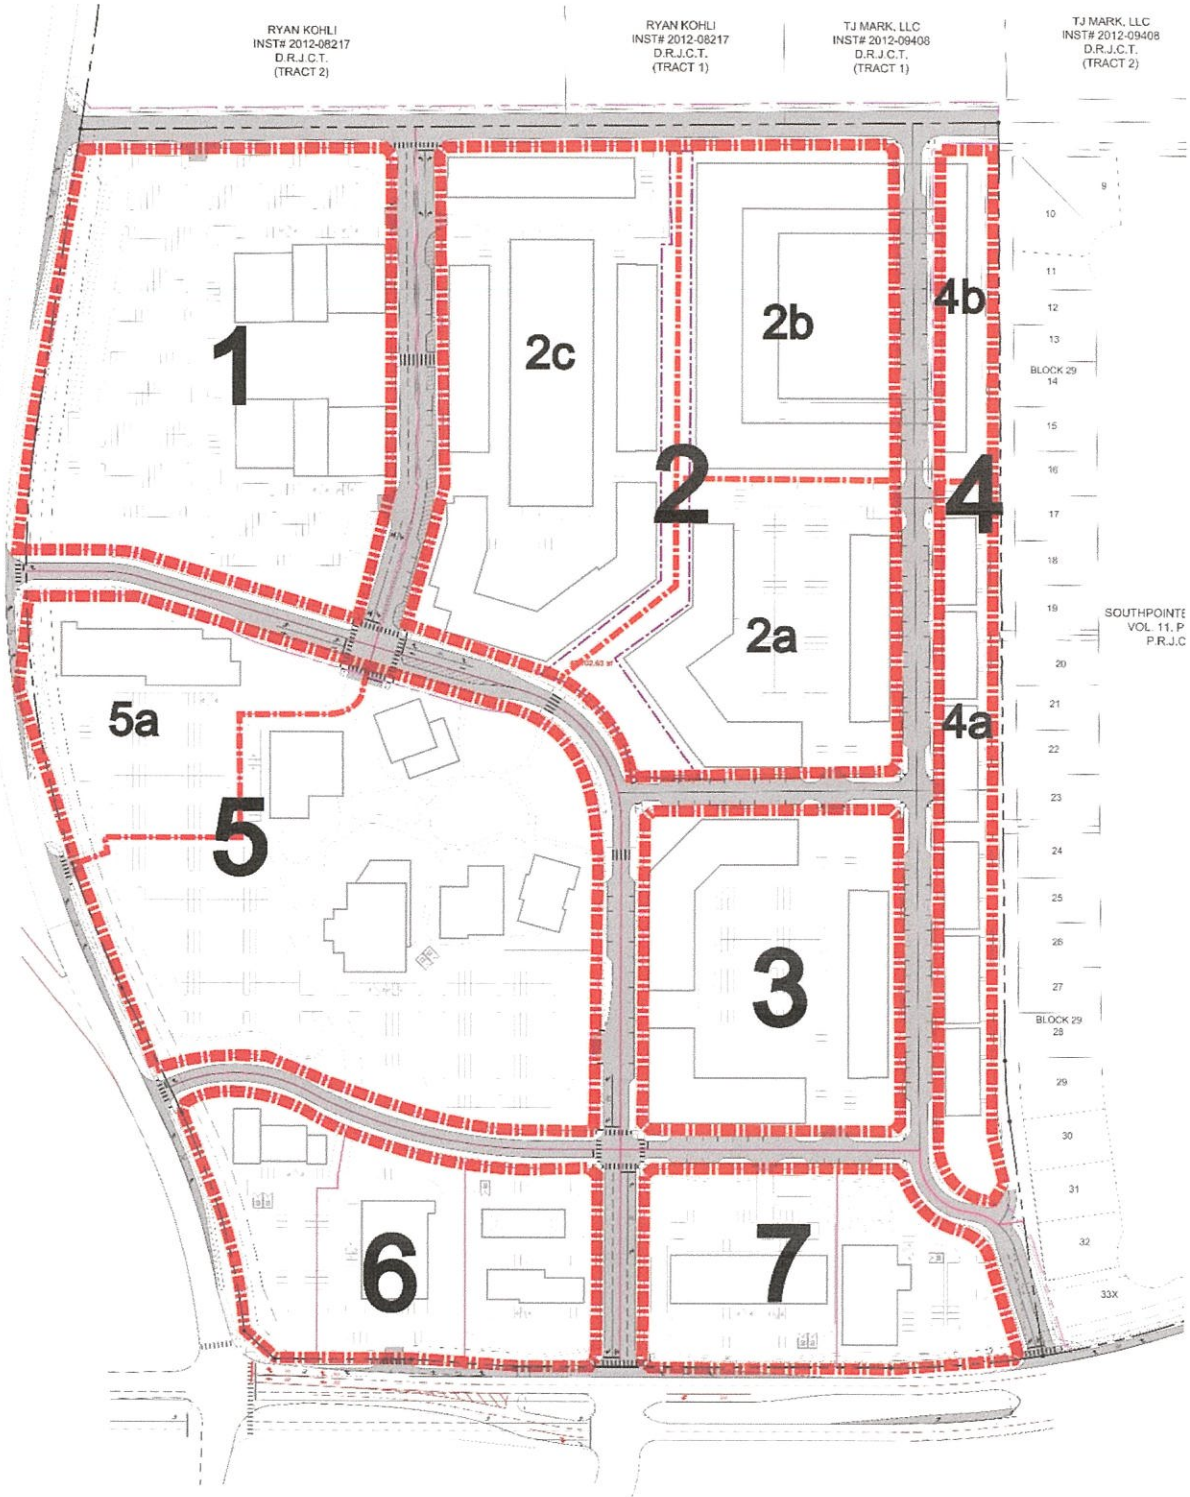 RYAN KOHLI
INST# 2012-08217
D.R.J.C.T.
(TRACT 2)
RYAN KOHLI
INST# 2012-08217
D.R.J.C.T.
(TRACT 1)
TJ MARK, LLC
INST# 2012-09408
D.R.J.C.T.
(TRACT 1)
TJ MARK, LLC
INST# 2012-09408
D.R.J.C.T.
(TRACT 2)
9
10
11
12
13
BLOCK 29
14
15
16
17
18
19
20
21
22
23
24
25
26
27
BLOCK 29
28
29
30
31
32
33X
SOUTHPOINTE
VOL. 11, P
P.R.J.C
1
2c
2b
4b
2
4
2a
5a
4a
5
3
6
7